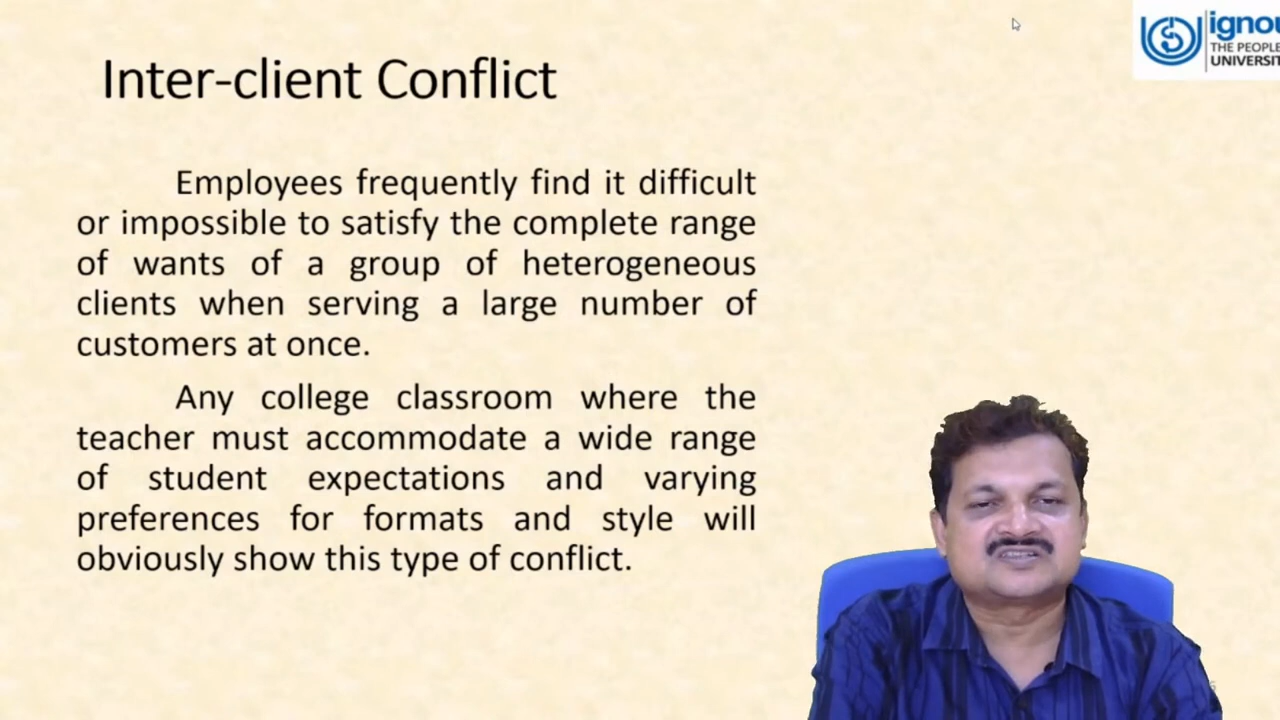 ignou
THE PEOPLE
UNIVERSIT
Inter-client Conflict
Employees frequently find it difficult
or impossible to satisfy the complete range
of wants of a group of heterogeneous
clients when serving a large number of
customers at once.
Any college classroom where the
teacher must accommodate a wide range
of student expectations and varying
preferences for formats and style will
obviously show this type of conflict.